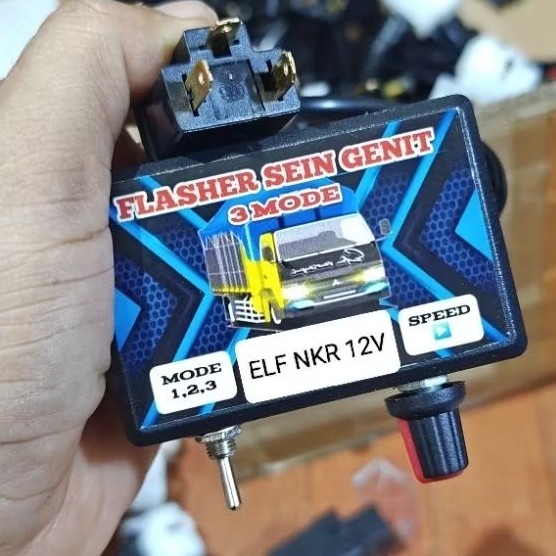 FLASHER SEIN GENIT
3 MODE
ELF NKR 12V
SPEED
MODE
1,2,3